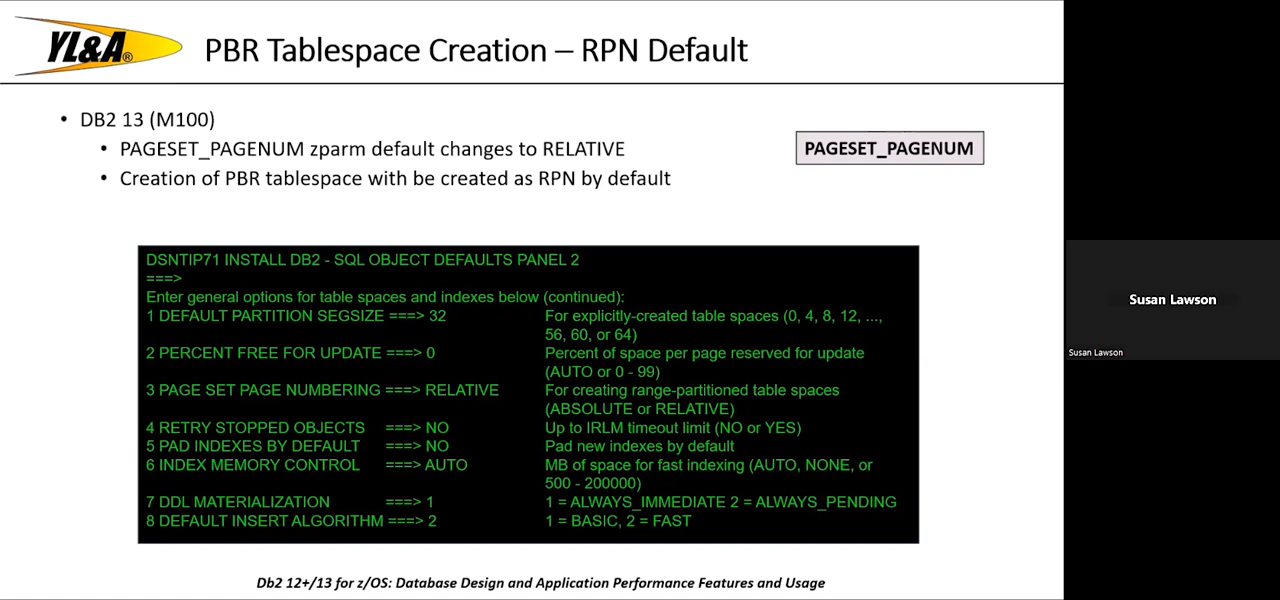 YL&A®
PBR Tablespace Creation – RPN Default
• DB2 13 (M100)
• PAGESET_PAGENUM zparm default changes to RELATIVE
• Creation of PBR tablespace with be created as RPN by default
PAGESET_PAGENUM
DSNTIP71 INSTALL DB2 - SQL OBJECT DEFAULTS PANEL 2
===>
Enter general options for table spaces and indexes below (continued):
1 DEFAULT PARTITION SEGSIZE ===> 32 For explicitly-created table spaces (0, 4, 8, 12, ...,
56, 60, or 64)
2 PERCENT FREE FOR UPDATE ===> 0 Percent of space per page reserved for update
(AUTO or 0 - 99)
3 PAGE SET PAGE NUMBERING ===> RELATIVE For creating range-partitioned table spaces
(ABSOLUTE or RELATIVE)
4 RETRY STOPPED OBJECTS ===> NO Up to IRLM timeout limit (NO or YES)
5 PAD INDEXES BY DEFAULT ===> NO Pad new indexes by default
6 INDEX MEMORY CONTROL ===> AUTO MB of space for fast indexing (AUTO, NONE, or
500 - 200000)
7 DDL MATERIALIZATION ===> 1 1 = ALWAYS_IMMEDIATE 2 = ALWAYS_PENDING
8 DEFAULT INSERT ALGORITHM ===> 2 1 = BASIC, 2 = FAST
Db2 12+/13 for z/OS: Database Design and Application Performance Features and Usage
Susan Lawson
Susan Lawson